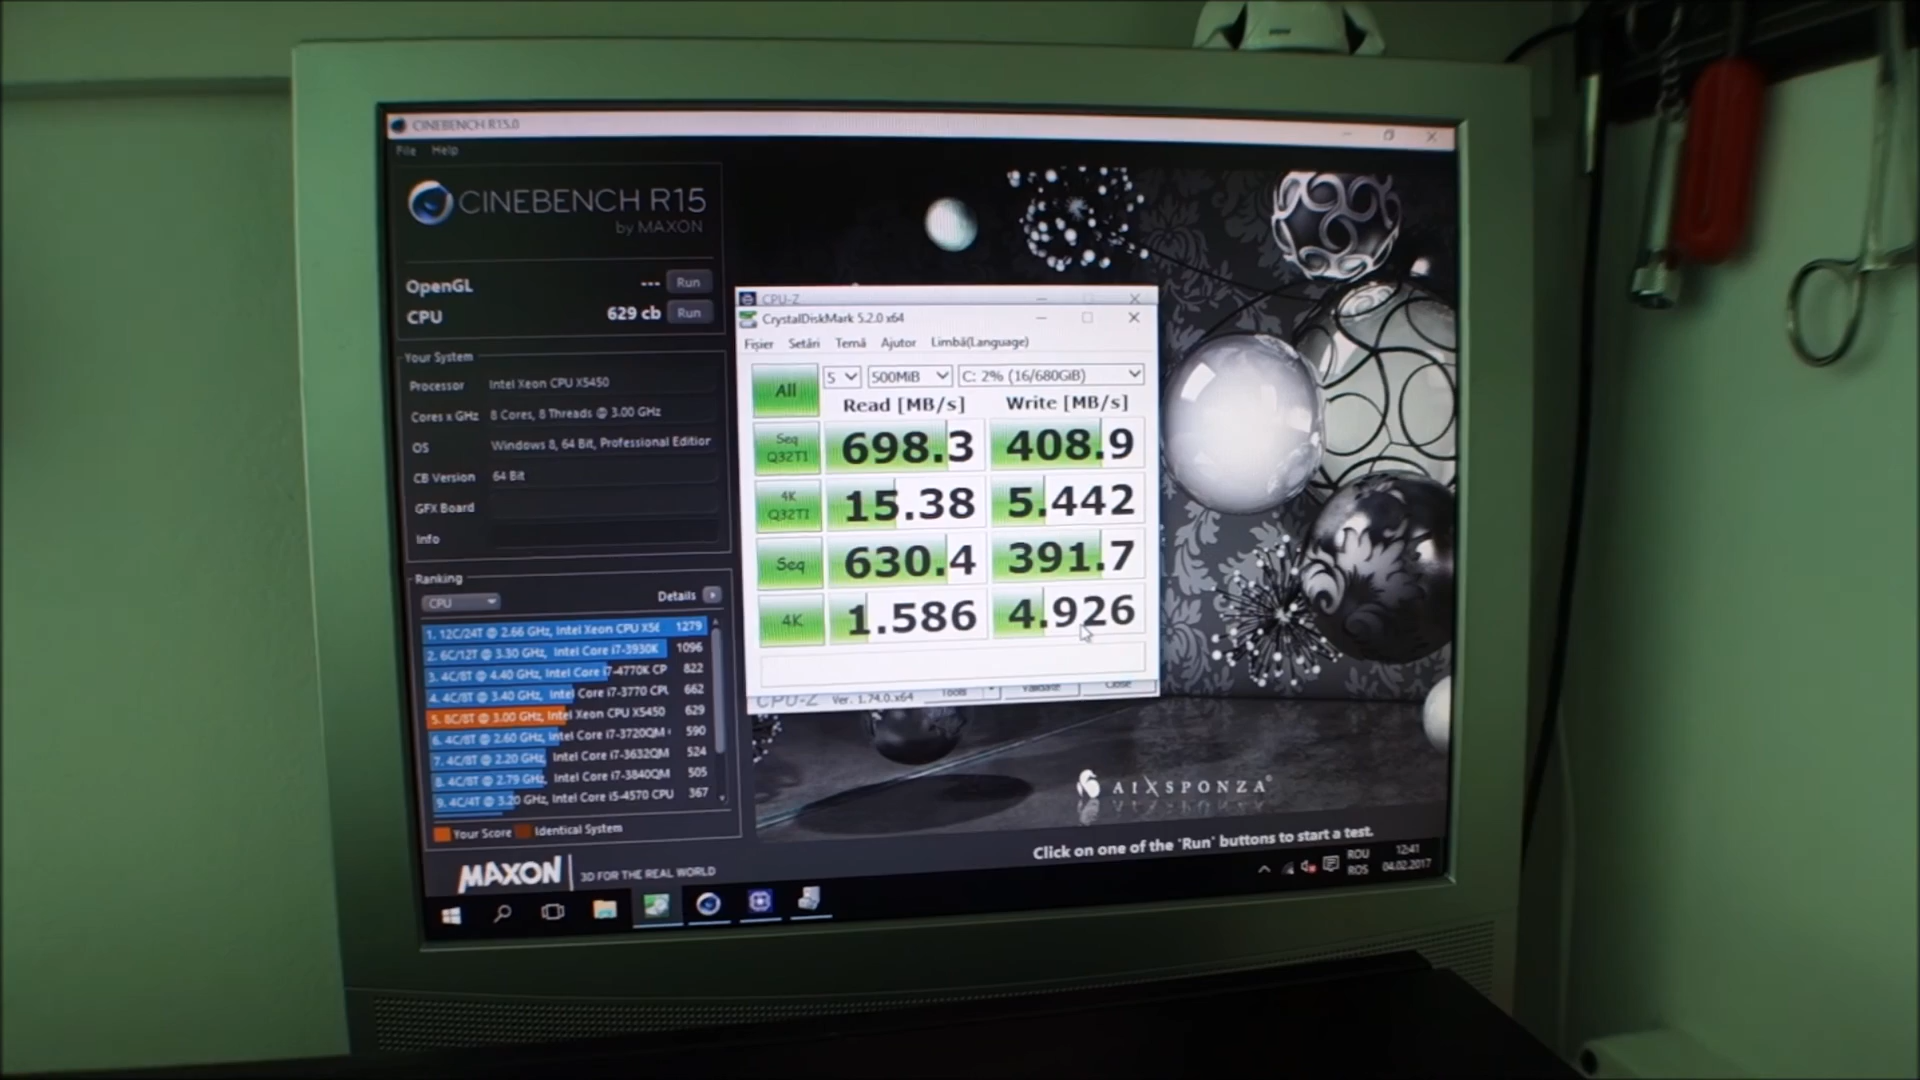 CINEBENCH R15.0
File Help
CINEBENCH R15
by MAXON
OpenGL --- Run
CPU 629 cb Run
Your System
Processor Intel Xeon CPU X5450
Cores x GHz 8 Cores, 8 Threads @ 3.00 GHz
OS Windows 8, 64 Bit, Professional Edition
CB Version 64 Bit
GFX Board
Info
Ranking
CPU Details
1. 12C/24T @ 2.66 GHz, Intel Xeon CPU X5 1279
2. 6C/12T @ 3.30 GHz, Intel Core i7-3930K 1096
3. 4C/8T @ 4.40 GHz, Intel Core i7-4770K CP 822
4. 4C/8T @ 3.40 GHz, Intel Core i7-3770 CPU 662
5. 8C/8T @ 3.00 GHz, Intel Xeon CPU X5450 629
6. 4C/8T @ 2.60 GHz, Intel Core i7-3720QM 590
7. 4C/8T @ 2.20 GHz, Intel Core i7-3632QM 524
8. 4C/8T @ 2.79 GHz, Intel Core i7-3840QM 505
9. 4C/4T @ 3.20 GHz, Intel Core i5-4570 CPU 367
Your Score Identical System
MAXON 3D FOR THE REAL WORLD
CPU-Z
CrystalDiskMark 5.2.0 x64
Fișier Setări Temă Ajutor Limbă(Language)
All 5 500MiB C: 2% (16/680GiB)
Read [MB/s] Write [MB/s]
Seq Q32T1 698.3 408.9
4K Q32T1 15.38 5.442
Seq 630.4 391.7
4K 1.586 4.926
CPU-Z Ver. 1.74.0.x64 Tools Validate Close
AIXSPONZA
Click on one of the 'Run' buttons to start a test.
ROU 12:41
ROS 04.02.2017